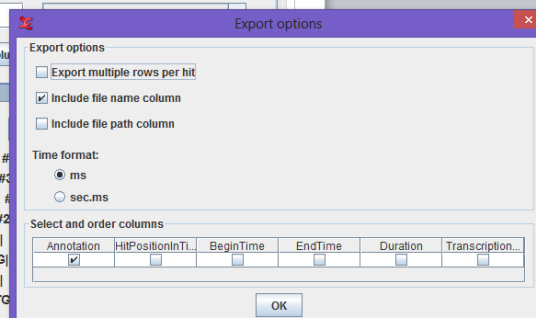 Export options
Export options
Export multiple rows per hit
Include file name column
Include file path column
Time format:
ms
sec.ms
Select and order columns
Annotation HitPositionInTi... BeginTime EndTime Duration Transcription...
OK